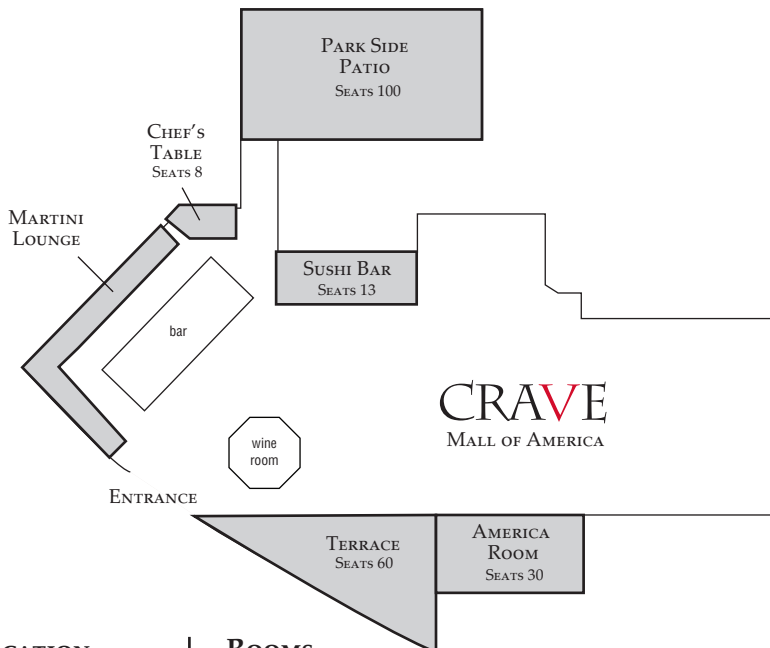 Park Side
Patio
Seats 100
Chef's
Table
Seats 8
Martini
Lounge
Sushi Bar
Seats 13
bar
CRAVE
Mall of America
wine
room
Entrance
Terrace
Seats 60
America
Room
Seats 30
Rooms